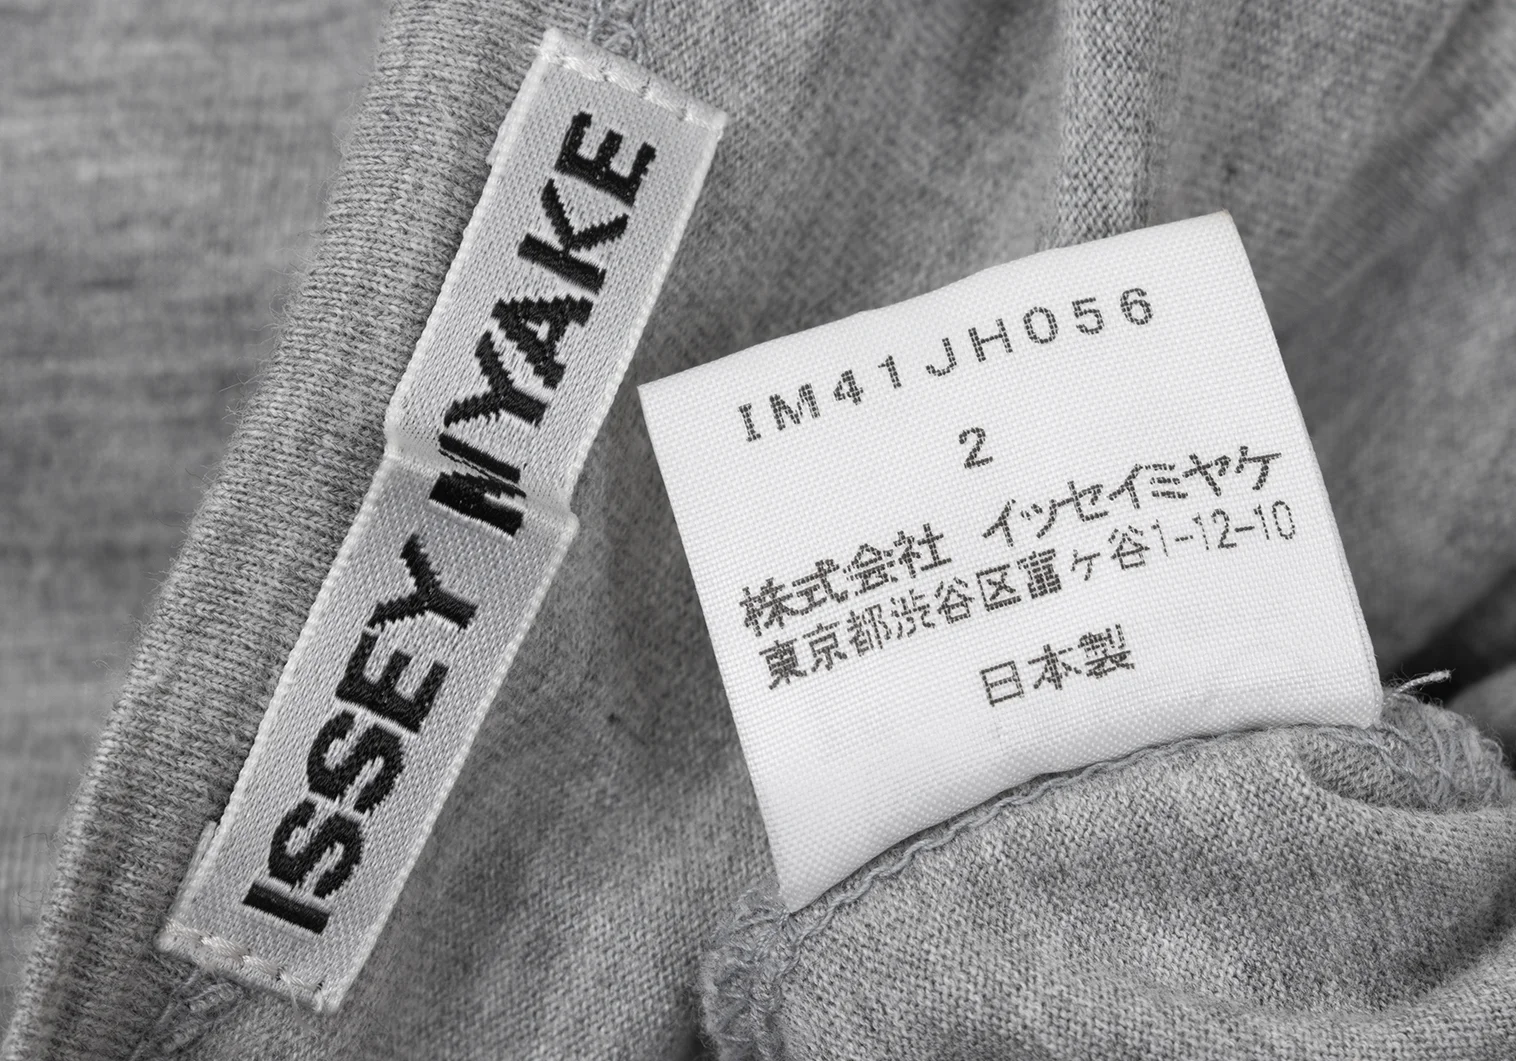 ISSEY MIYAKE
IM41JH056
2
株式会社 イッセイミヤケ
東京都渋谷区富ヶ谷1-12-10
日本製